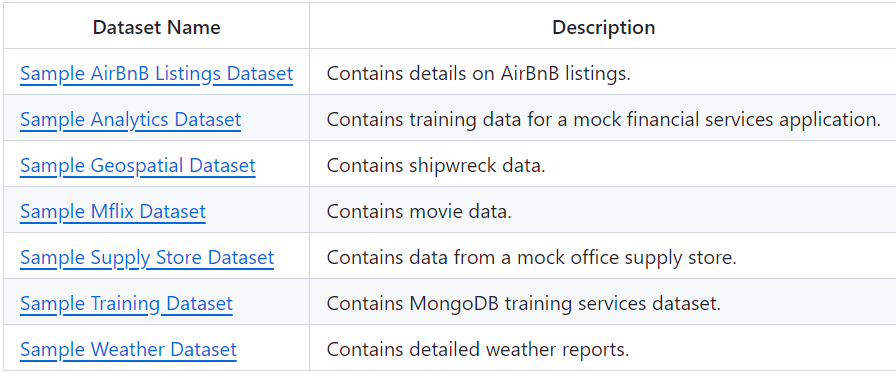 Dataset Name Description
Sample AirBnB Listings Dataset Contains details on AirBnB listings.
Sample Analytics Dataset Contains training data for a mock financial services application.
Sample Geospatial Dataset Contains shipwreck data.
Sample Mflix Dataset Contains movie data.
Sample Supply Store Dataset Contains data from a mock office supply store.
Sample Training Dataset Contains MongoDB training services dataset.
Sample Weather Dataset Contains detailed weather reports.